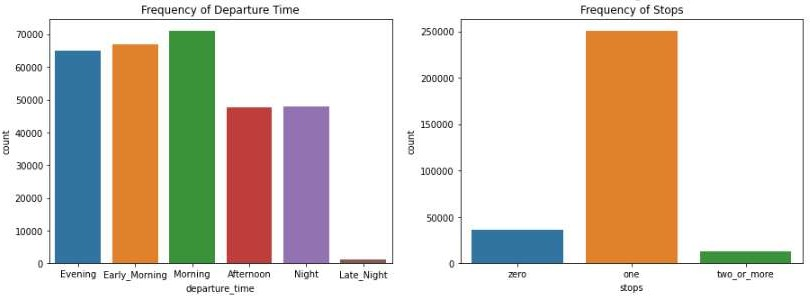 Frequency of Departure Time
70000
60000
50000
40000
30000
20000
10000
0
count
Evening Early_Morning Morning Afternoon Night Late_Night
departure_time
Frequency of Stops
250000
200000
150000
100000
50000
0
count
zero one two_or_more
stops